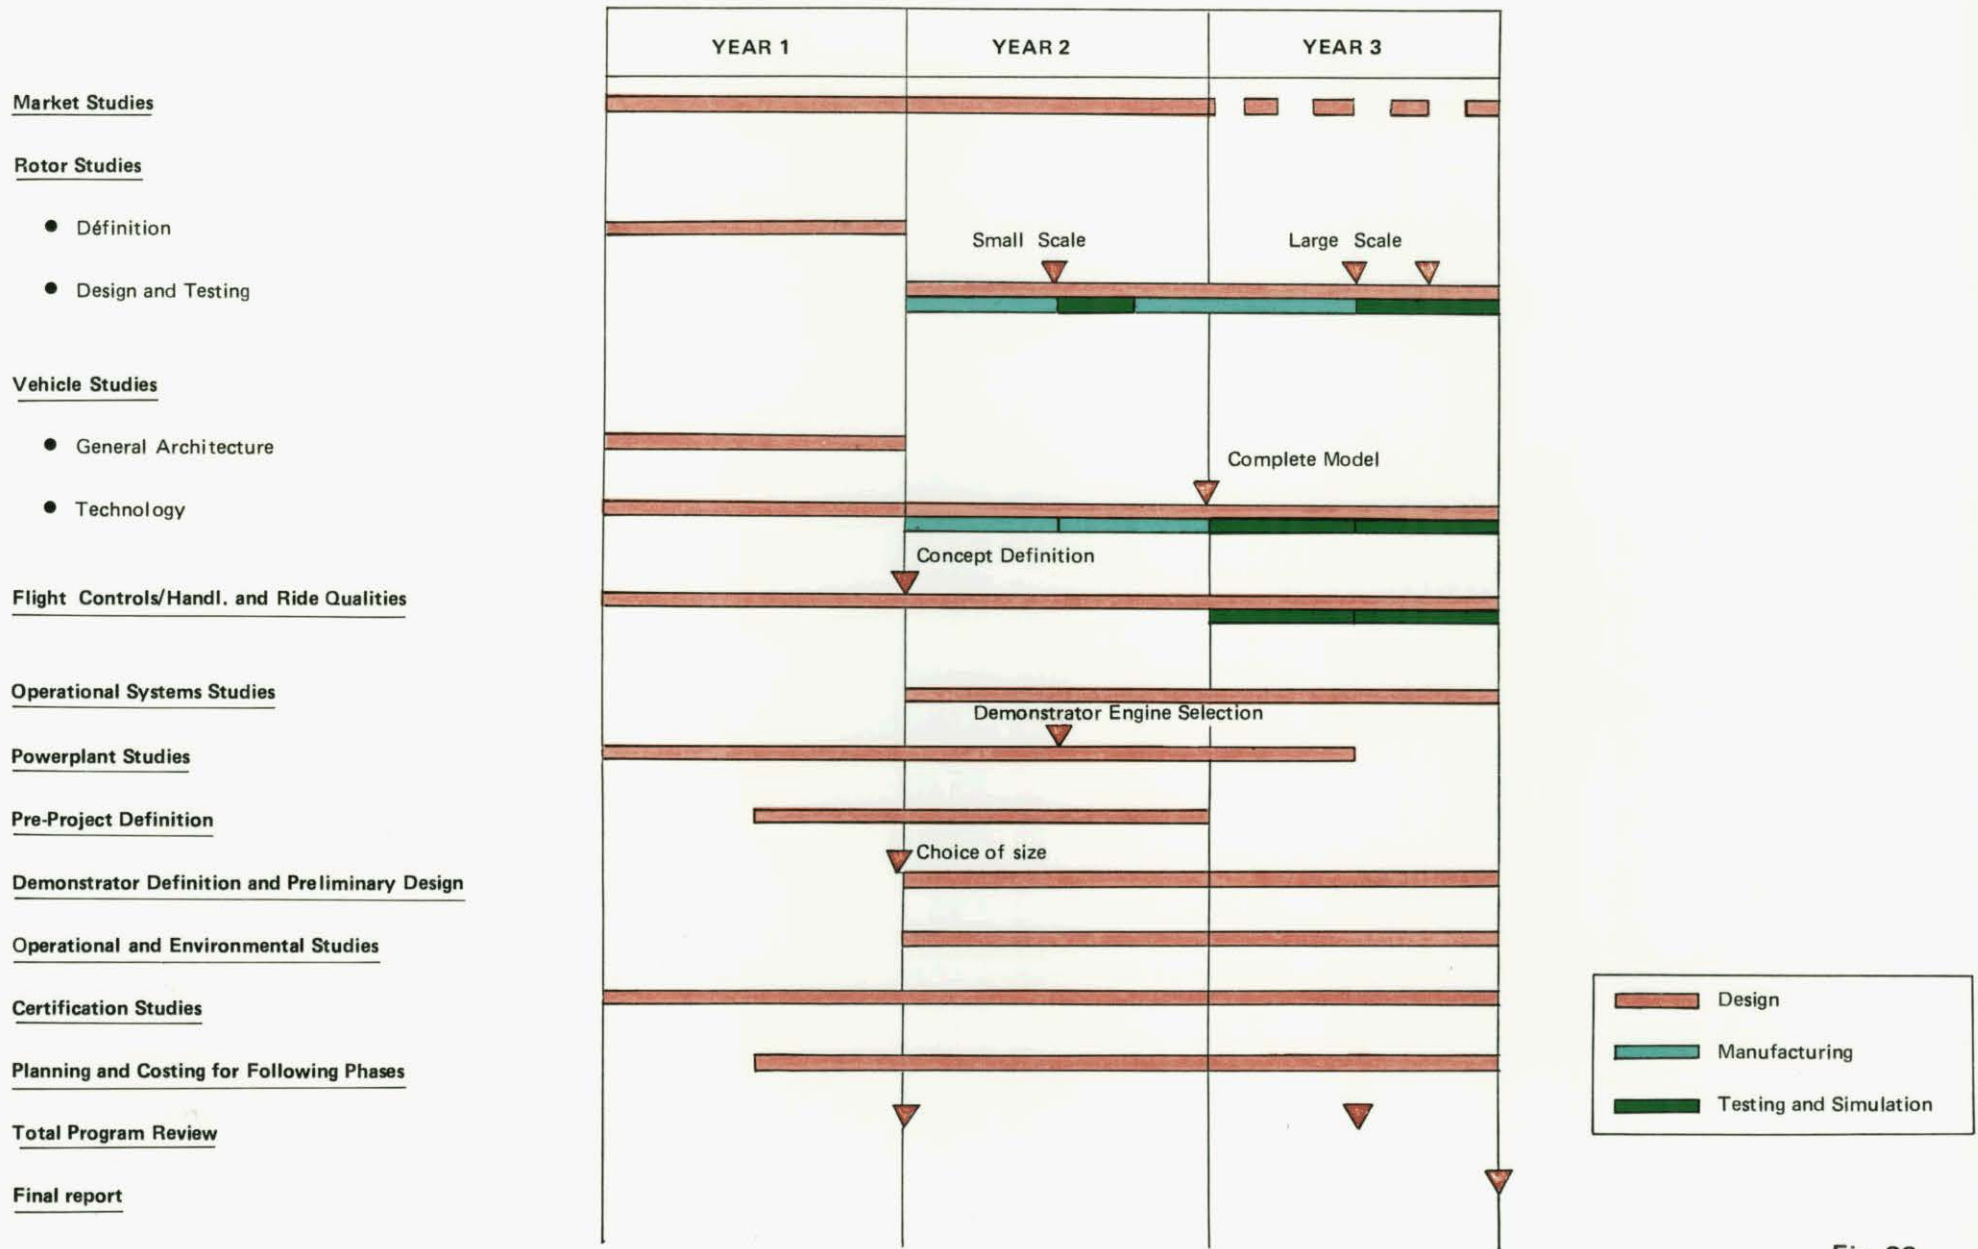 YEAR 1 YEAR 2 YEAR 3
Market Studies
Rotor Studies
● Définition
Small Scale Large Scale
● Design and Testing
Vehicle Studies
● General Architecture
Complete Model
● Technology
Concept Definition
Flight Controls/Handl. and Ride Qualities
Operational Systems Studies
Demonstrator Engine Selection
Powerplant Studies
Pre-Project Definition
Choice of size
Demonstrator Definition and Preliminary Design
Operational and Environmental Studies
Certification Studies
Planning and Costing for Following Phases
Total Program Review
Final report
Design
Manufacturing
Testing and Simulation